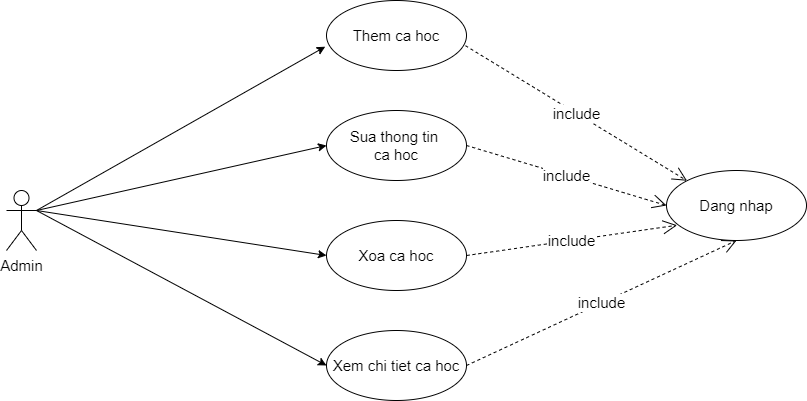 Them ca hoc
include
Sua thong tin
ca hoc
include
Dang nhap
Admin
Xoa ca hoc
include
include
Xem chi tiet ca hoc